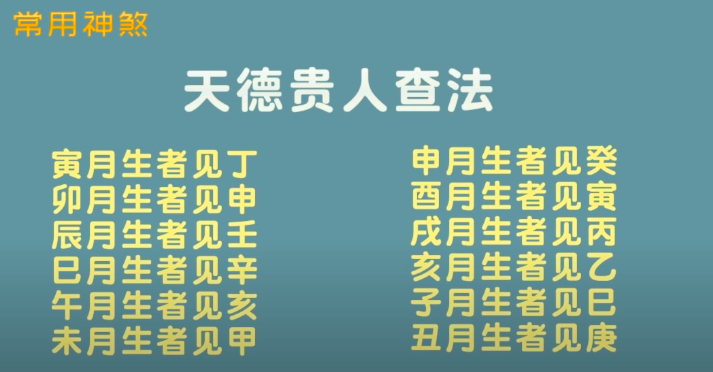 常用神煞
天德贵人查法
寅月生者见丁
卯月生者见申
辰月生者见壬
巳月生者见辛
午月生者见亥
未月生者见甲
申月生者见癸
酉月生者见寅
戌月生者见丙
亥月生者见乙
子月生者见巳
丑月生者见庚